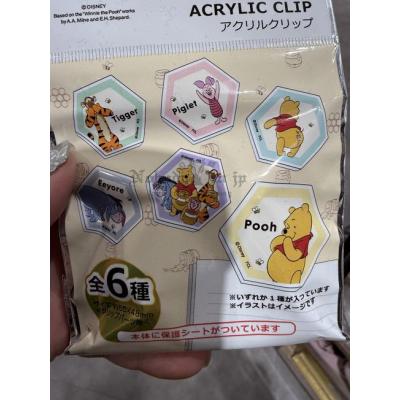 ©DISNEY
Based on the "Winnie the Pooh" works
by A.A. Milne and E.H. Shepard.
ACRYLIC CLIP
アクリルクリップ
Tigger
Piglet
Eeyore
Pooh
全6種
※いずれか1種が入っています
※イラストはイメージです
本体に保護シートがついています